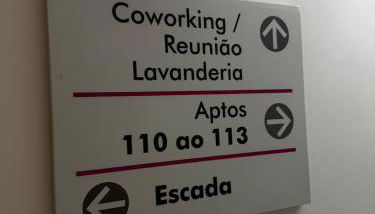 Coworking /
Reunião
Lavanderia
Aptos
110 ao 113
Escada